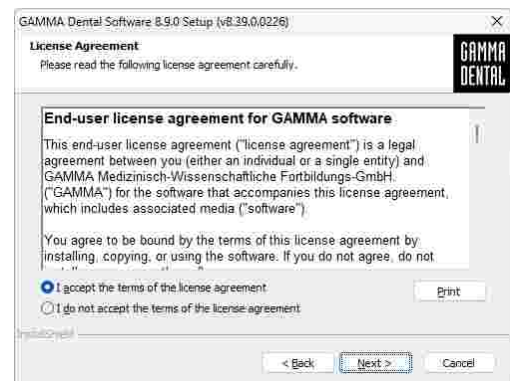 GAMMA Dental Software 8.9.0 Setup (v8.39.0.0226)
License Agreement
Please read the following license agreement carefully.
GAMMA
DENTAL
End-user license agreement for GAMMA software
This end-user license agreement ("license agreement") is a legal
agreement between you (either an individual or a single entity) and
GAMMA Medizinisch-Wissenschaftliche Fortbildungs-GmbH.
("GAMMA") for the software that accompanies this license agreement,
which includes associated media ("software").
You agree to be bound by the terms of this license agreement by
installing, copying, or using the software. If you do not agree, do not
I accept the terms of the license agreement
Print
I do not accept the terms of the license agreement
InstallShield
< Back
Next >
Cancel